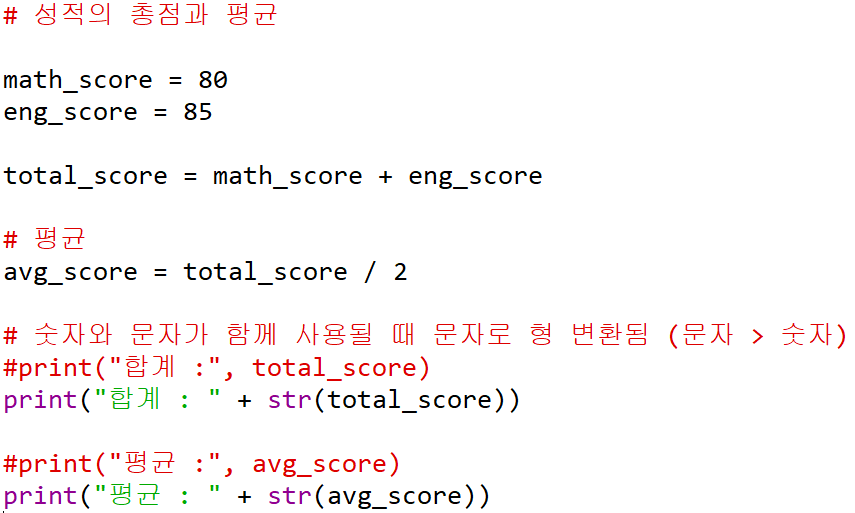 # 성적의 총점과 평균
math_score = 80
eng_score = 85
total_score = math_score + eng_score
# 평균
avg_score = total_score / 2
# 숫자와 문자가 함께 사용될 때 문자로 형 변환됨 (문자 > 숫자)
#print("합계 :", total_score)
print("합계 : " + str(total_score))
#print("평균 :", avg_score)
print("평균 : " + str(avg_score))